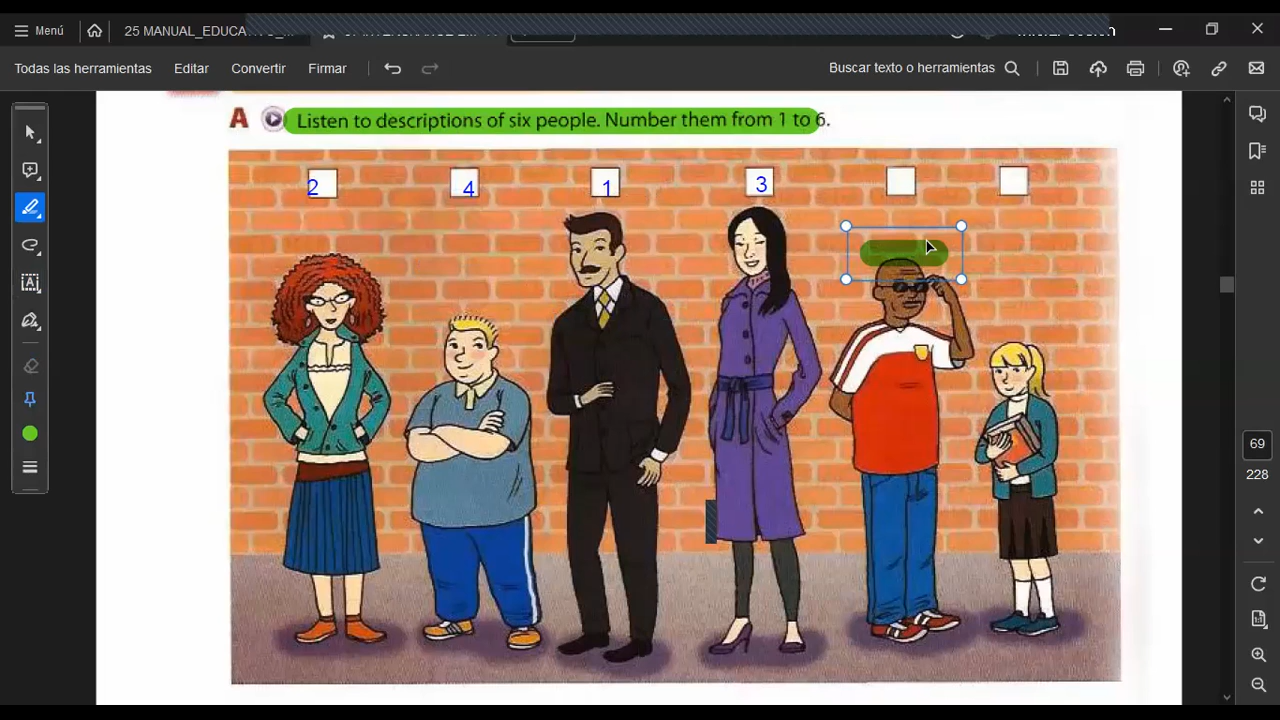 Menú
25 MANUAL_EDUCA
Todas las herramientas Editar Convertir Firmar Buscar texto o herramientas
A Listen to descriptions of six people. Number them from 1 to 6.
2 4 1 3
69
228